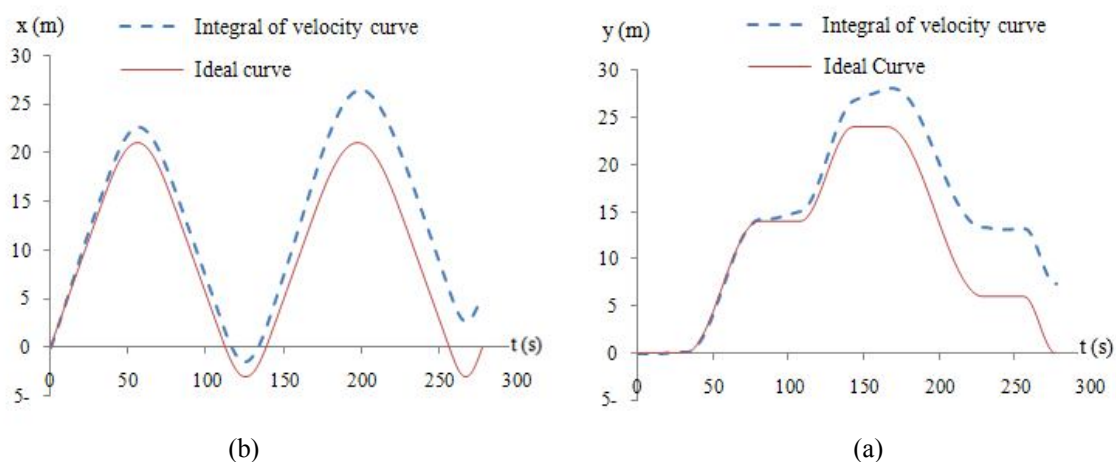 x (m)
Integral of velocity curve
Ideal curve
30
25
20
15
10
5
0
5-
0 50 100 150 200 250 300
t (s)
(b)
y (m)
Integral of velocity curve
Ideal Curve
30
25
20
15
10
5
0
5-
0 50 100 150 200 250 300
t (s)
(a)